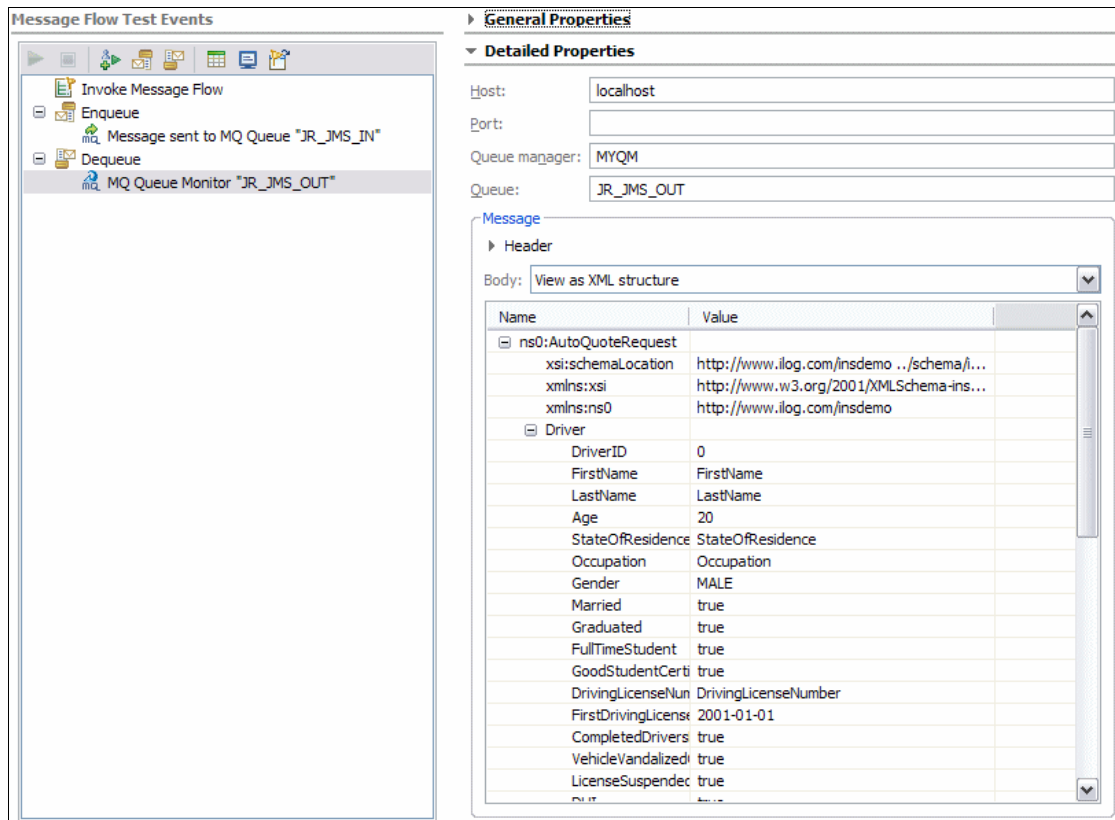 Message Flow Test Events
Invoke Message Flow
Enqueue
Message sent to MQ Queue "JR_JMS_IN"
Dequeue
MQ Queue Monitor "JR_JMS_OUT"
General Properties
Detailed Properties
Host: localhost
Port:
Queue manager: MYQM
Queue: JR_JMS_OUT
Message
Header
Body: View as XML structure
Name Value
ns0:AutoQuoteRequest
xsi:schemaLocation http://www.ilog.com/insdemo ../schema/i...
xmlns:xsi http://www.w3.org/2001/XMLSchema-ins...
xmlns:ns0 http://www.ilog.com/insdemo
Driver
DriverID 0
FirstName FirstName
LastName LastName
Age 20
StateOfResidence StateOfResidence
Occupation Occupation
Gender MALE
Married true
Graduated true
FullTimeStudent true
GoodStudentCerti true
DrivingLicenseNum DrivingLicenseNumber
FirstDrivingLicense 2001-01-01
CompletedDrivers true
VehicleVandalized true
LicenseSuspended true